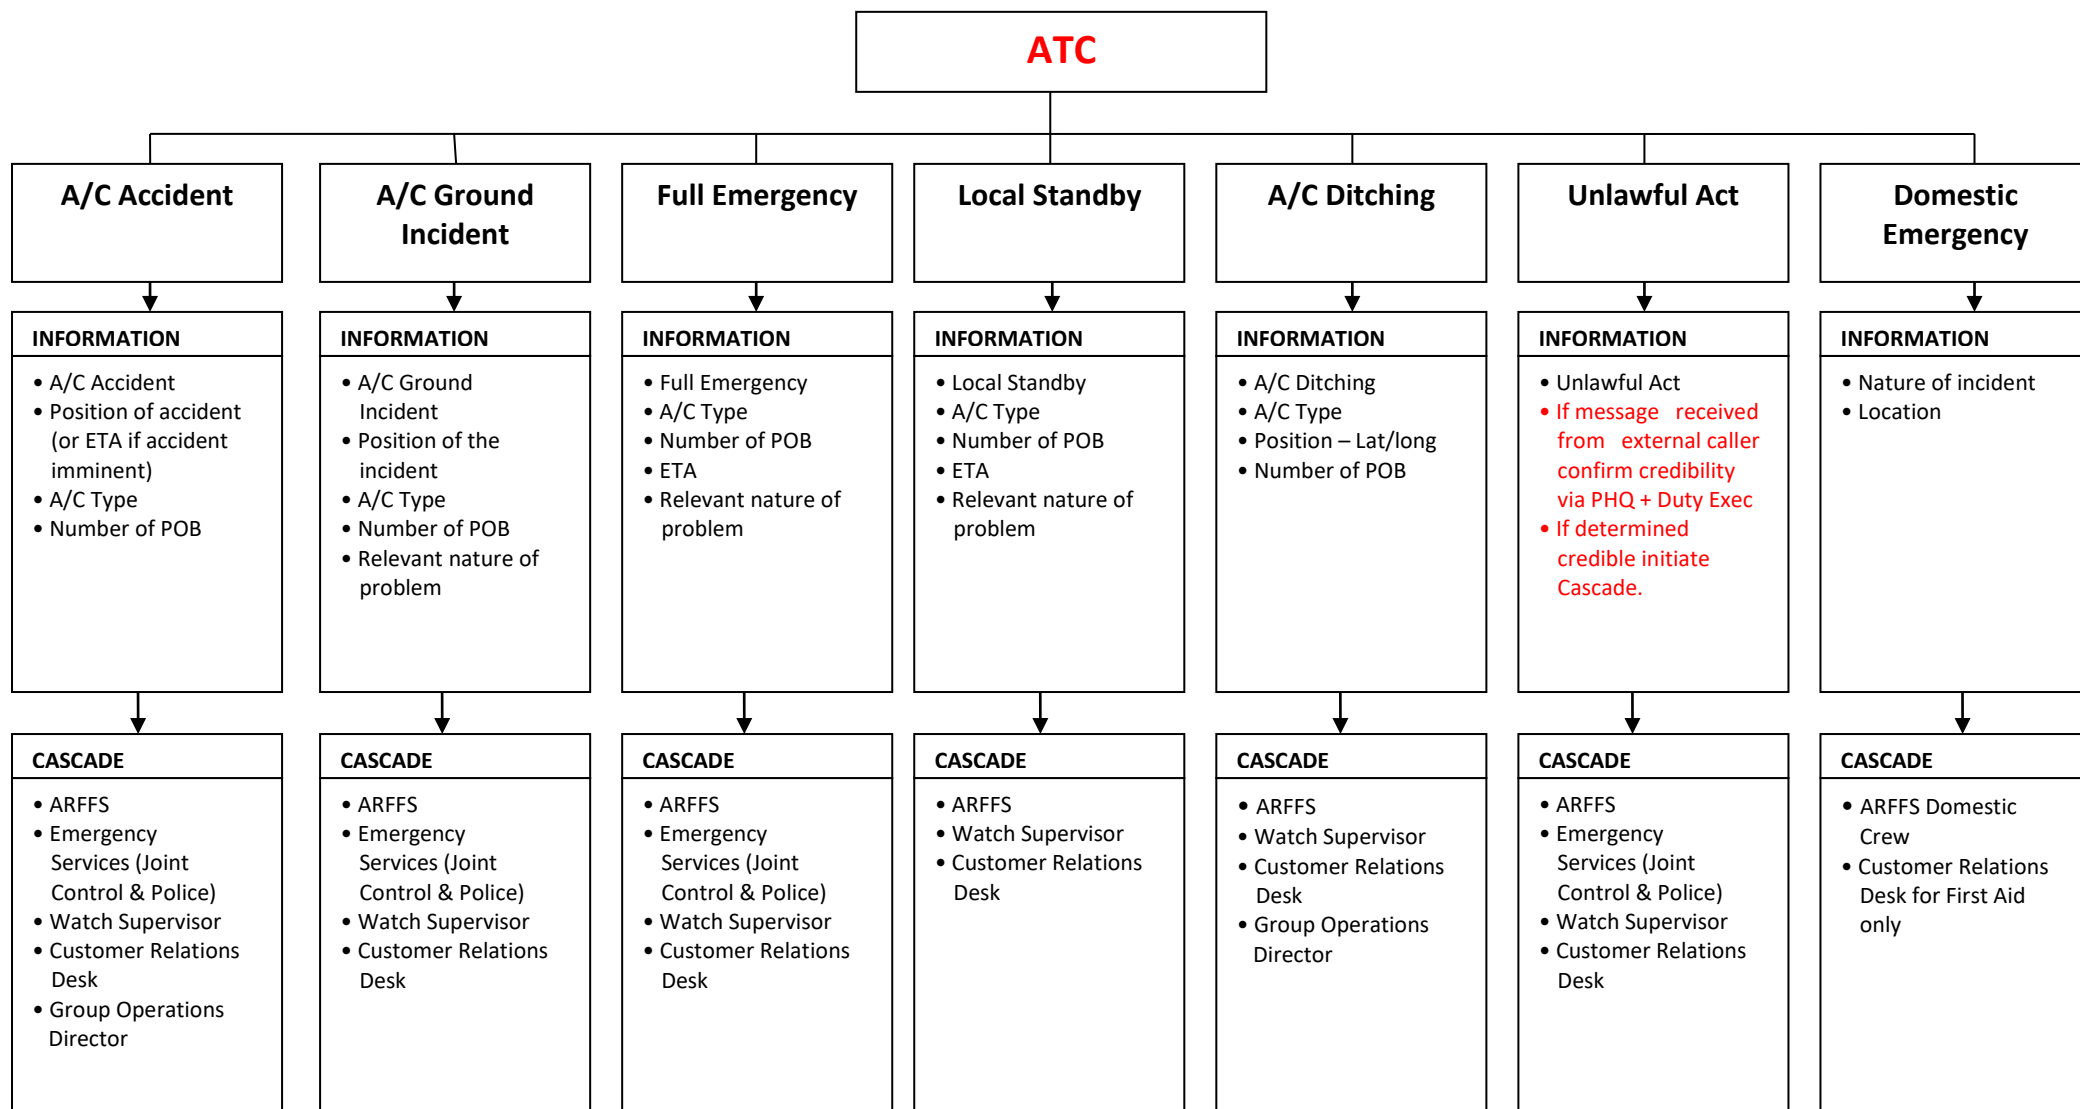 ATC
A/C Accident
A/C Ground
Incident
Full Emergency
Local Standby
A/C Ditching
Unlawful Act
Domestic
Emergency
INFORMATION
• A/C Accident
• Position of accident
(or ETA if accident
imminent)
• A/C Type
• Number of POB
INFORMATION
• A/C Ground
Incident
• Position of the
incident
• A/C Type
• Number of POB
• Relevant nature of
problem
INFORMATION
• Full Emergency
• A/C Type
• Number of POB
• ETA
• Relevant nature of
problem
INFORMATION
• Local Standby
• A/C Type
• Number of POB
• ETA
• Relevant nature of
problem
INFORMATION
• A/C Ditching
• A/C Type
• Position – Lat/long
• Number of POB
INFORMATION
• Unlawful Act
• If message received
from external caller
confirm credibility
via PHQ + Duty Exec
• If determined
credible initiate
Cascade.
INFORMATION
• Nature of incident
• Location
CASCADE
• ARFFS
• Emergency
Services (Joint
Control & Police)
• Watch Supervisor
• Customer Relations
Desk
• Group Operations
Director
CASCADE
• ARFFS
• Emergency
Services (Joint
Control & Police)
• Watch Supervisor
• Customer Relations
Desk
CASCADE
• ARFFS
• Emergency
Services (Joint
Control & Police)
• Watch Supervisor
• Customer Relations
Desk
CASCADE
• ARFFS
• Watch Supervisor
• Customer Relations
Desk
CASCADE
• ARFFS
• Watch Supervisor
• Customer Relations
Desk
• Group Operations
Director
CASCADE
• ARFFS
• Emergency
Services (Joint
Control & Police)
• Watch Supervisor
• Customer Relations
Desk
CASCADE
• ARFFS Domestic
Crew
• Customer Relations
Desk for First Aid
only